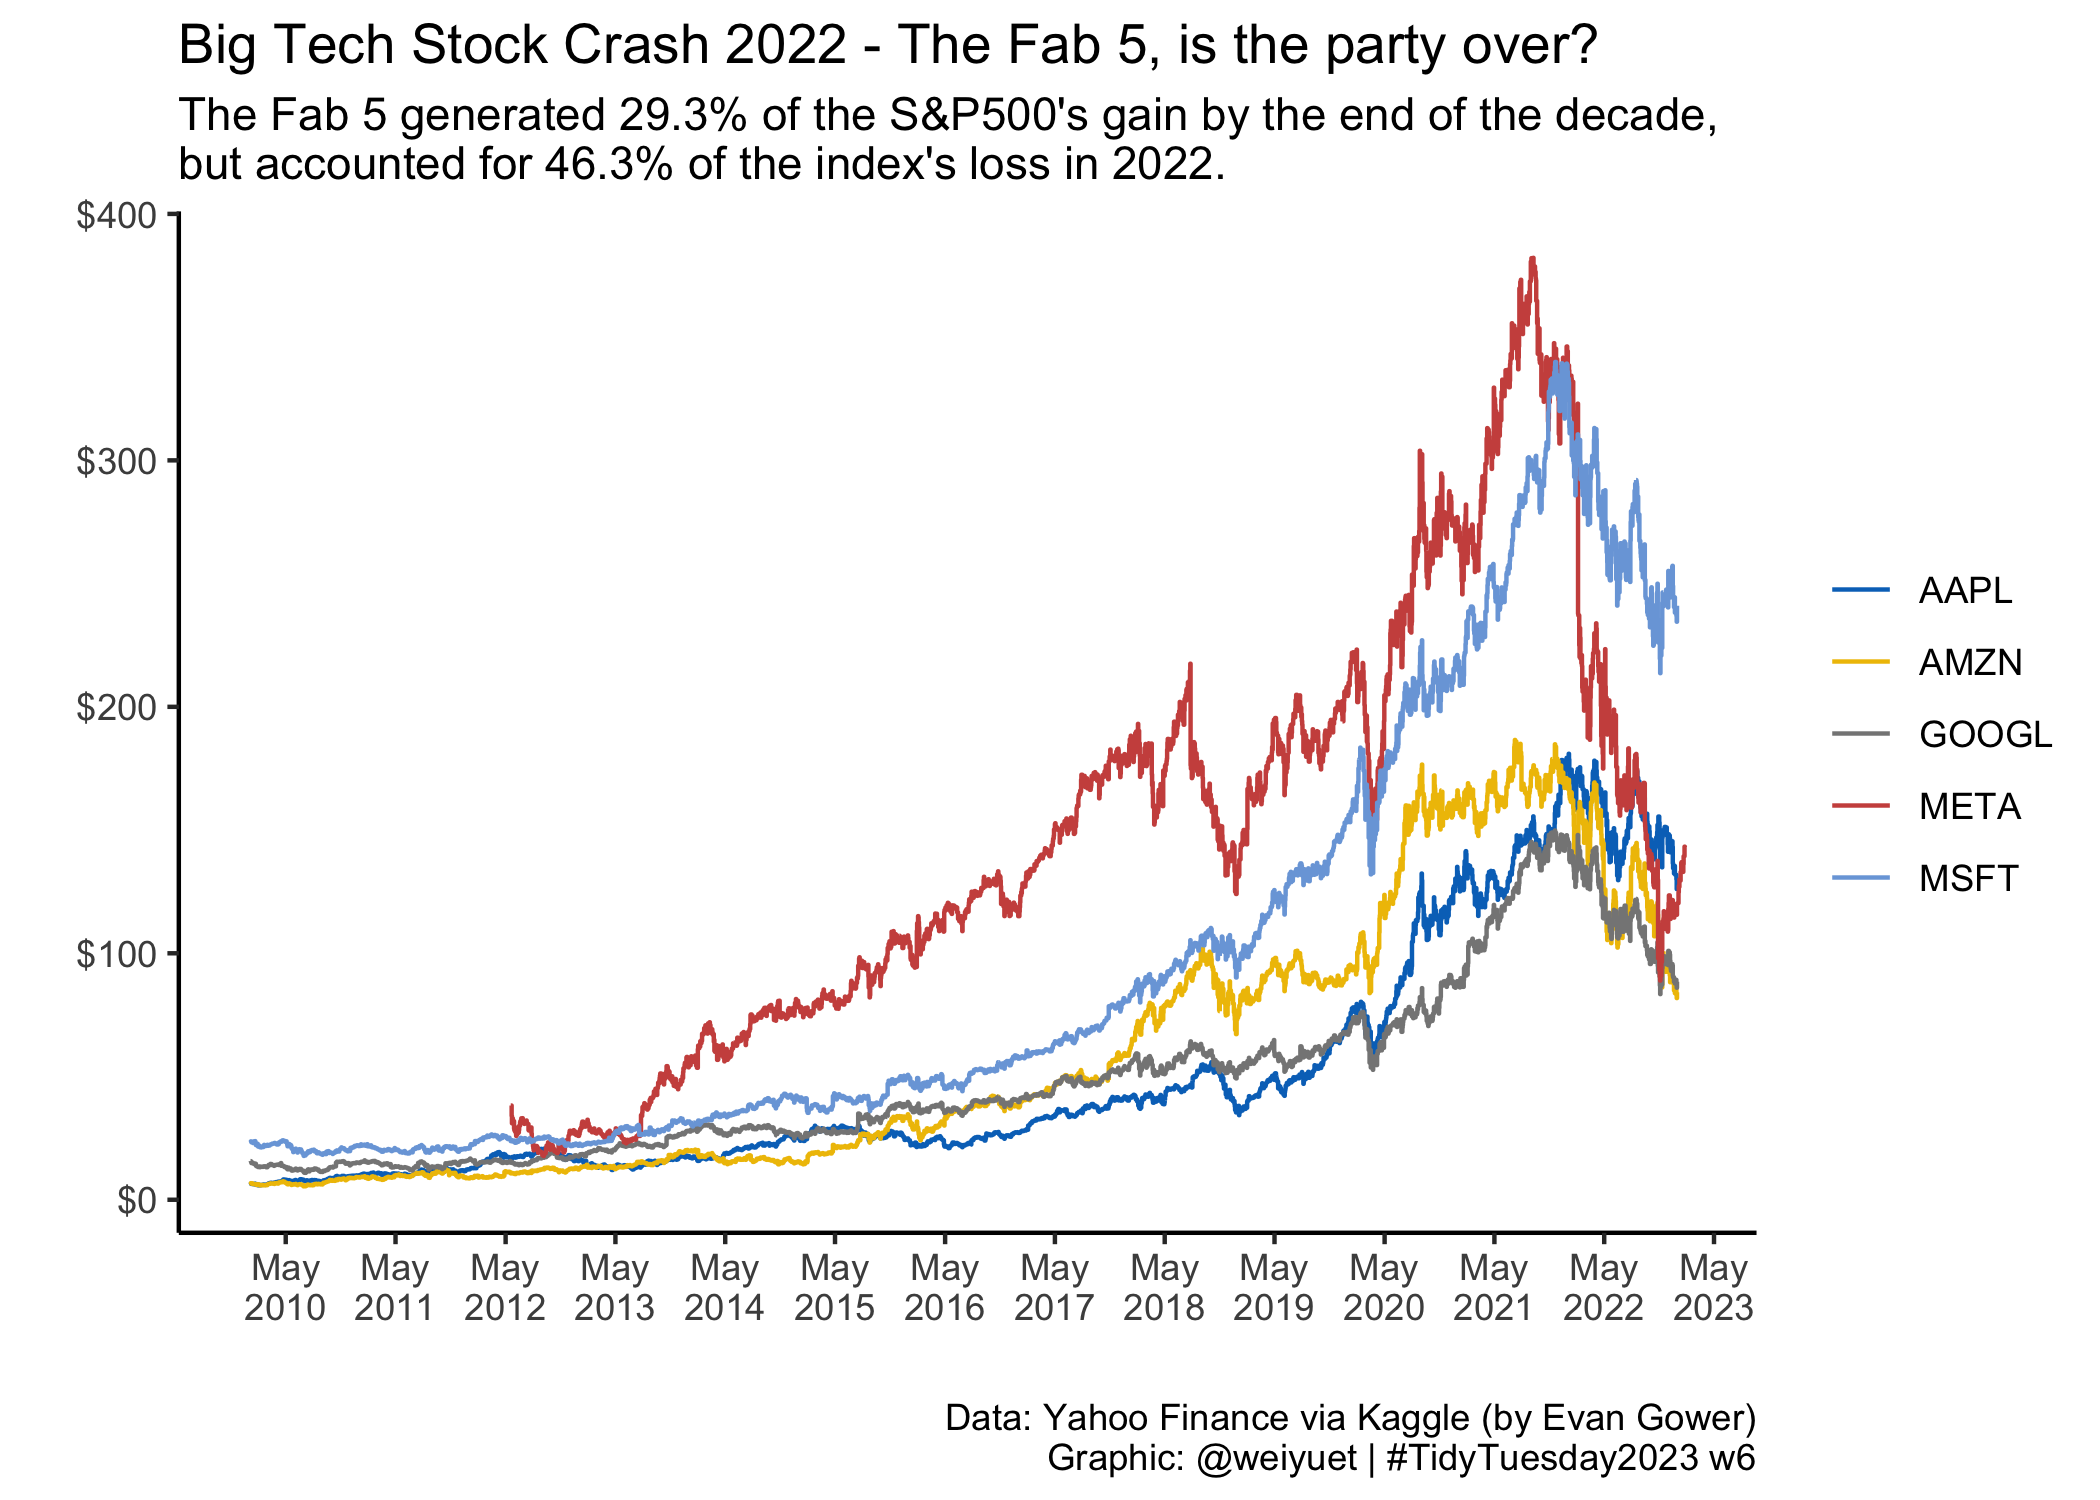 Big Tech Stock Crash 2022 - The Fab 5, is the party over?
The Fab 5 generated 29.3% of the S&P500's gain by the end of the decade,
but accounted for 46.3% of the index's loss in 2022.
$400
$300
$200
$100
$0
AAPL
AMZN
GOOGL
META
MSFT
May May May May May May May May May May May May May May
2010 2011 2012 2013 2014 2015 2016 2017 2018 2019 2020 2021 2022 2023
Data: Yahoo Finance via Kaggle (by Evan Gower)
Graphic: @weiyuet | #TidyTuesday2023 w6